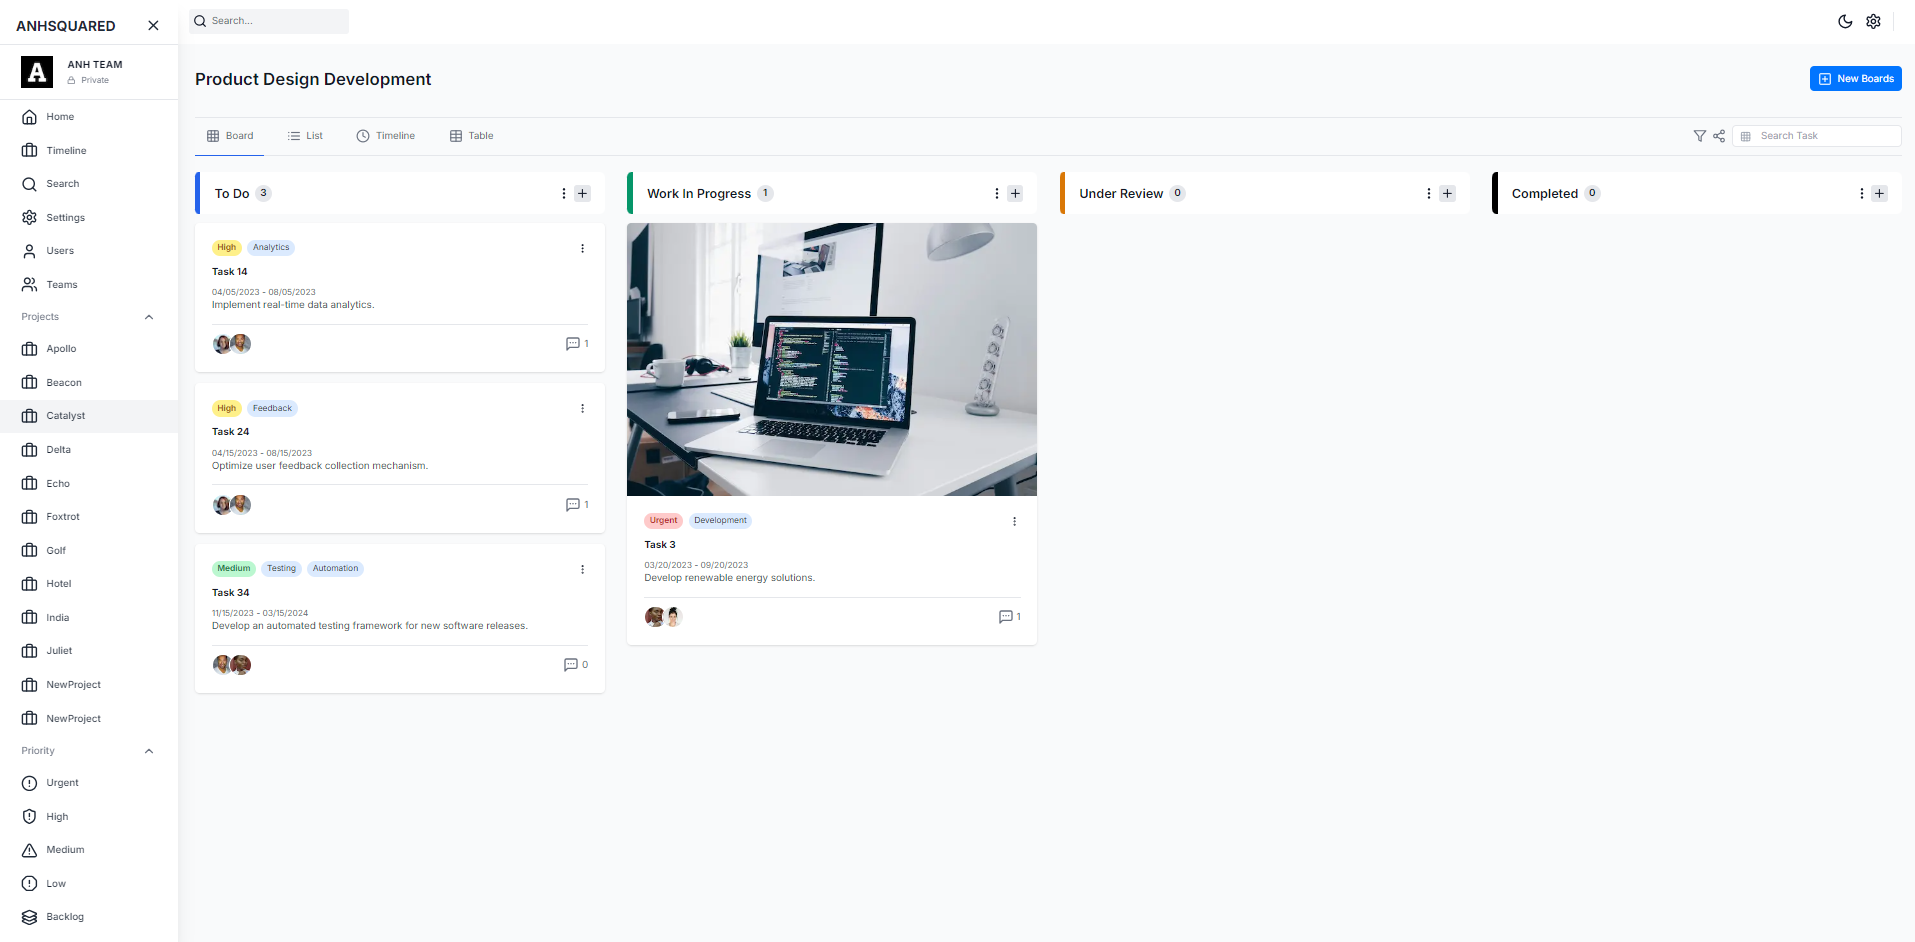 ANHSQUARED
Search...
A
ANH TEAM
Private
Home
Timeline
Search
Settings
Users
Teams
Projects
Apollo
Beacon
Catalyst
Delta
Echo
Foxtrot
Golf
Hotel
India
Juliet
NewProject
NewProject
Priority
Urgent
High
Medium
Low
Backlog
Product Design Development
New Boards
Board List Timeline Table
Search Task
To Do 3
High Analytics
Task 14
04/05/2023 - 08/05/2023
Implement real-time data analytics.
1
High Feedback
Task 24
04/15/2023 - 08/15/2023
Optimize user feedback collection mechanism.
1
Medium Testing Automation
Task 34
11/15/2023 - 03/15/2024
Develop an automated testing framework for new software releases.
0
Work In Progress 1
Urgent Development
Task 3
03/20/2023 - 09/20/2023
Develop renewable energy solutions.
1
Under Review 0
Completed 0